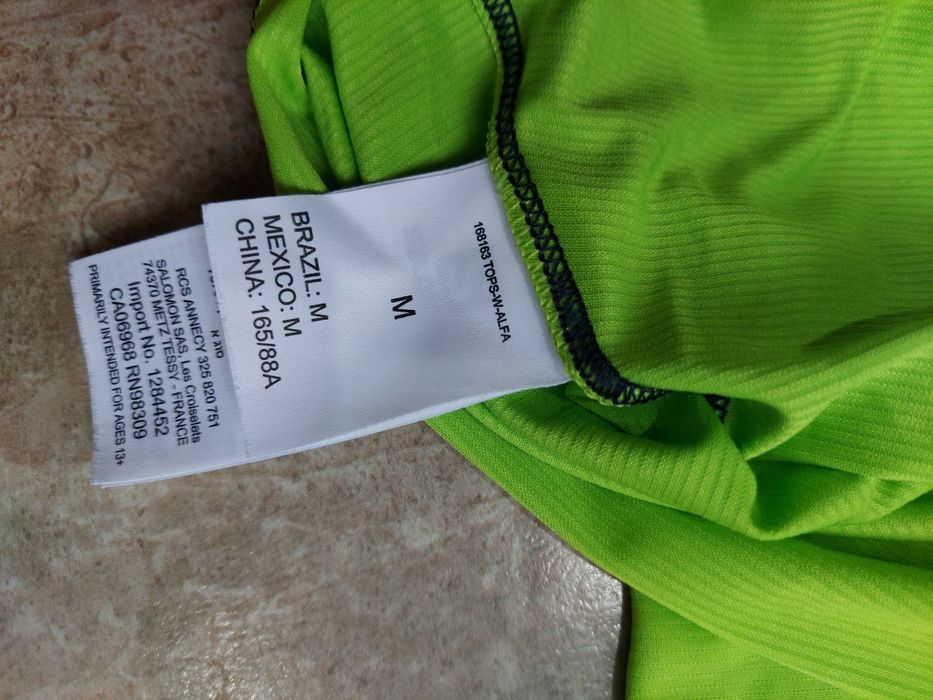 168163 TOPS-W-ALFA
M
BRAZIL: M
MEXICO: M
CHINA: 165/88A
סוג א
RCS ANNECY 325 820 751
SALOMON SAS, Les Croiselets
74370 METZ TESSY - FRANCE
Import No. 1284452
CA06968 RN98309
PRIMARILY INTENDED FOR AGES 13+